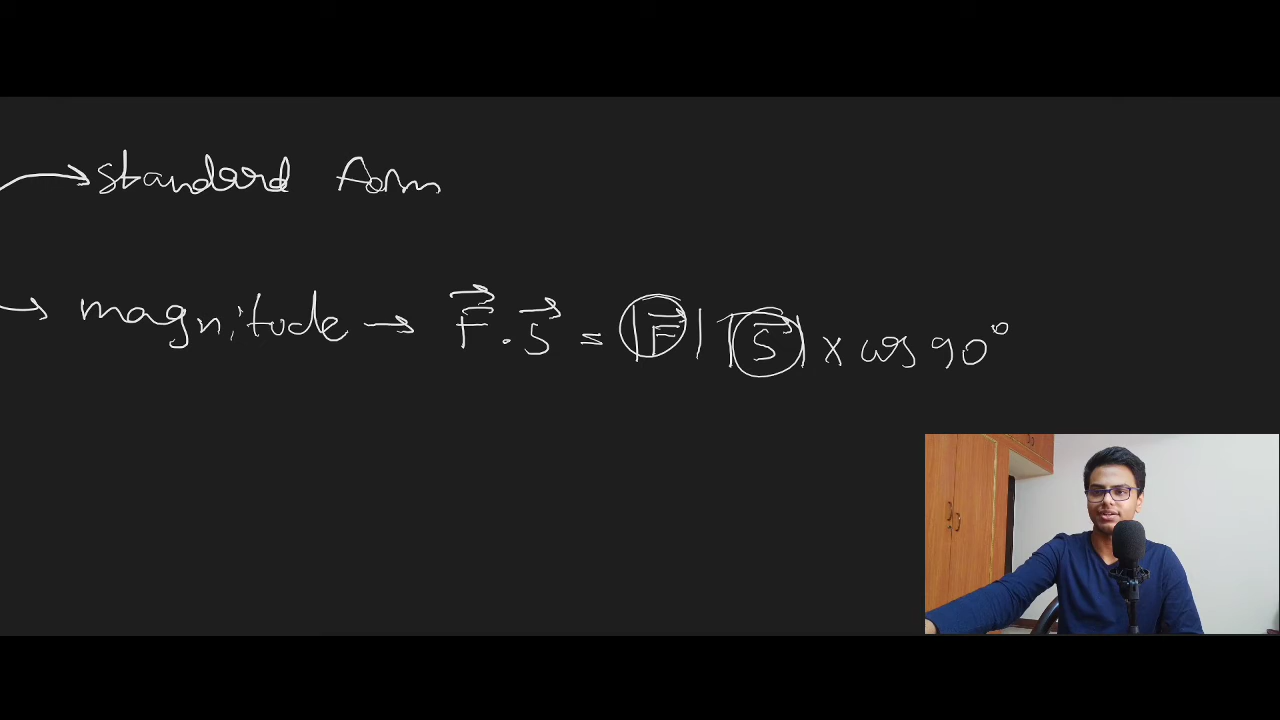 → standard form
→ magnitude → F⃗ . S⃗ = |F⃗| |S⃗| x cos 90°